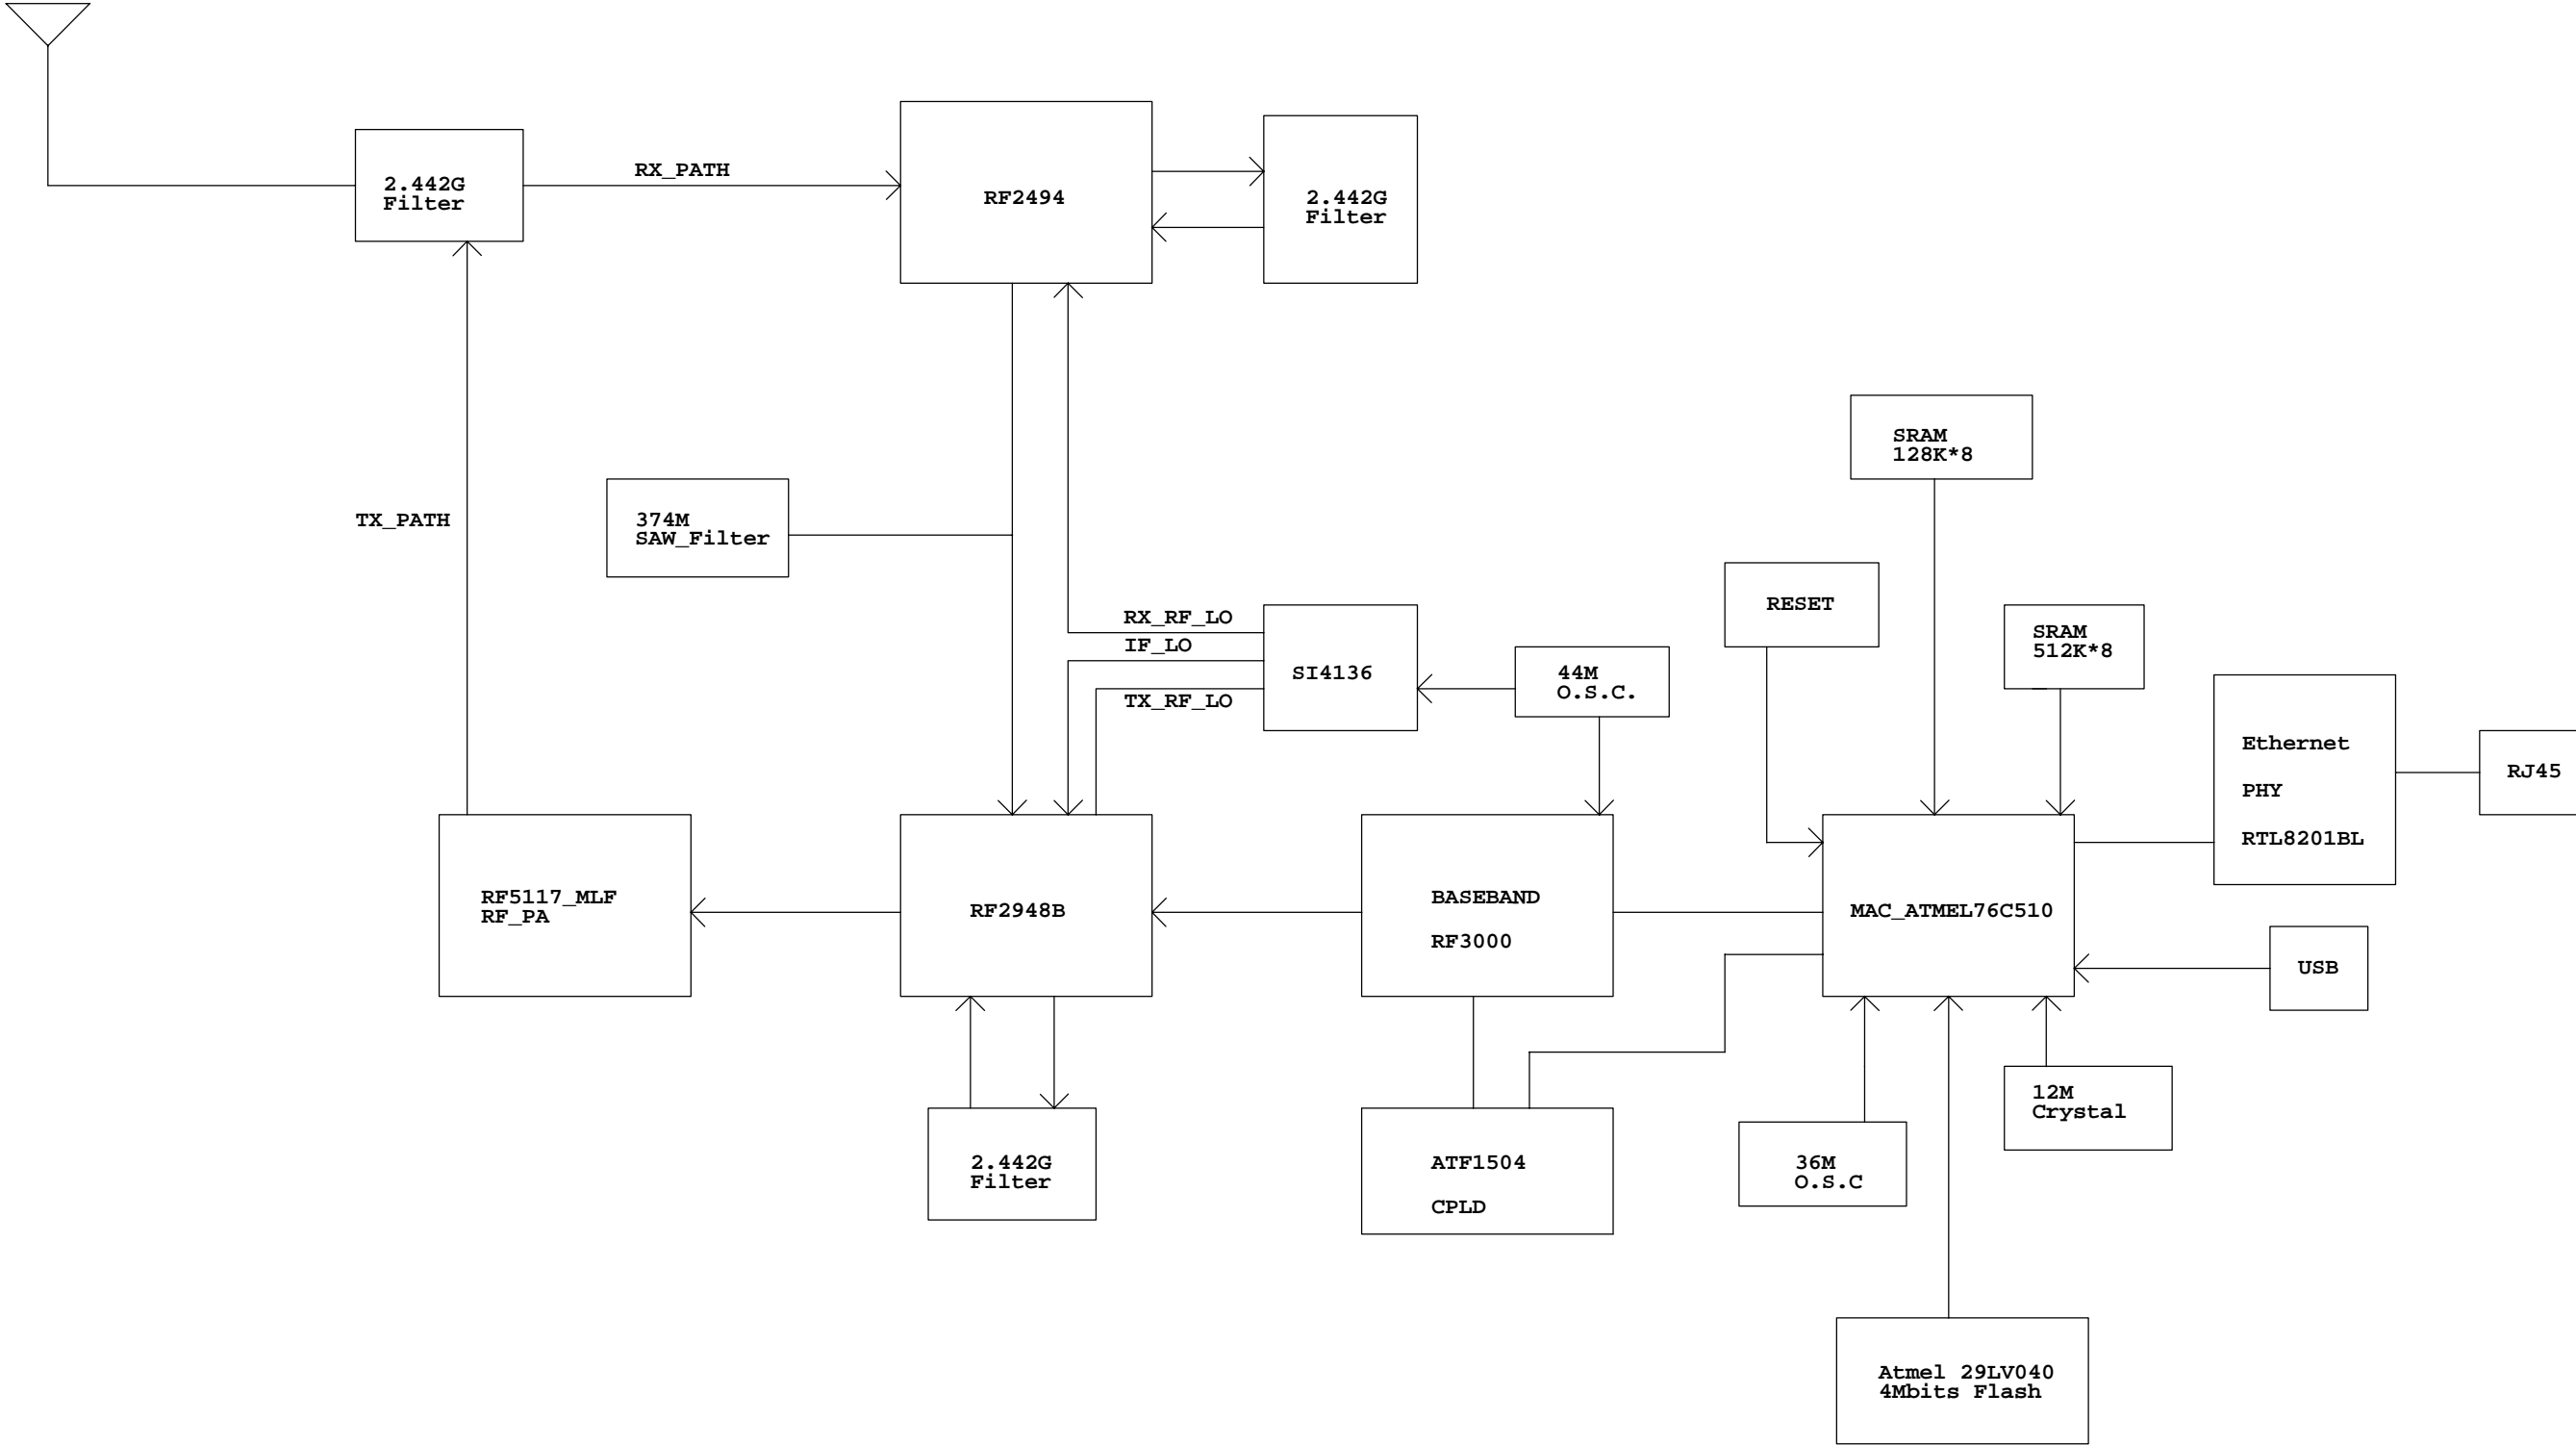 2.442G
Filter
RX_PATH
RF2494
2.442G
Filter
SRAM
128K*8
TX_PATH
374M
SAW_Filter
RESET
RX_RF_LO
IF_LO
TX_RF_LO
SI4136
44M
O.S.C.
SRAM
512K*8
Ethernet
PHY
RTL8201BL
RJ45
RF5117_MLF
RF_PA
RF2948B
BASEBAND
RF3000
MAC_ATMEL76C510
USB
2.442G
Filter
ATF1504
CPLD
36M
O.S.C
12M
Crystal
Atmel 29LV040
4Mbits Flash